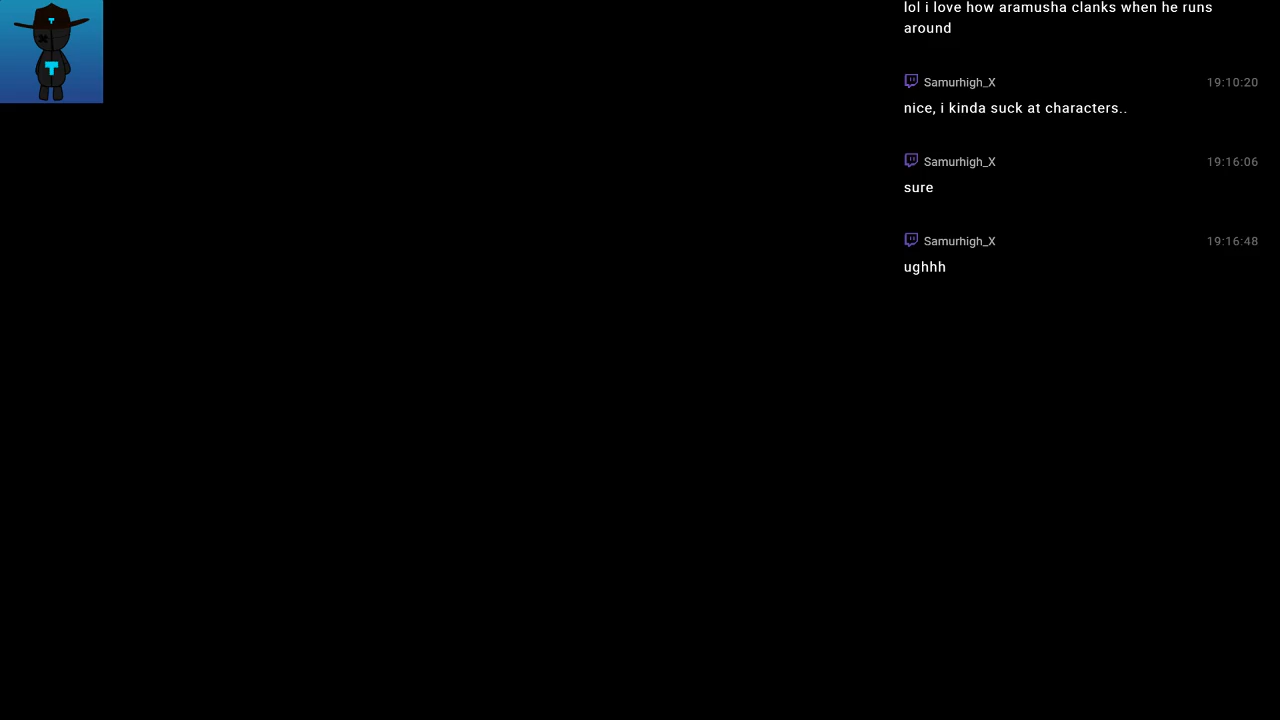 lol i love how aramusha clanks when he runs
around
Samurhigh_X 19:10:20
nice, i kinda suck at characters..
Samurhigh_X 19:16:06
sure
Samurhigh_X 19:16:48
ughhh
T
T